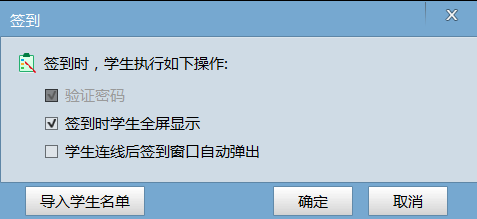 签到
签到时，学生执行如下操作:
验证密码
签到时学生全屏显示
学生连线后签到窗口自动弹出
导入学生名单
确定
取消